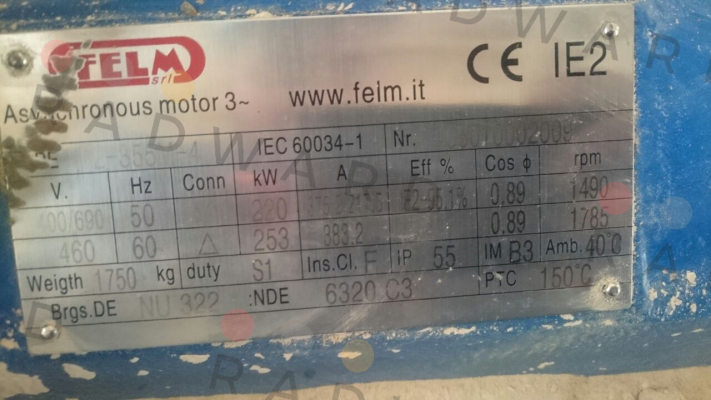 FELM srl
CE IE2
Asynchronous motor 3~ www.feim.it
IEC 60034-1 Nr.
V. Hz Conn kW A Eff % Cos ϕ rpm
400/690 50 220 0.89 1490
460 60 △ 253 383.2 0.89 1785
Weigth 1750 kg duty S1 Ins.Cl. F iP 55 IM B3 Amb. 40°C
Brgs.DE NU 322 :NDE 6320 C3 PTC 150°C
RADWARD